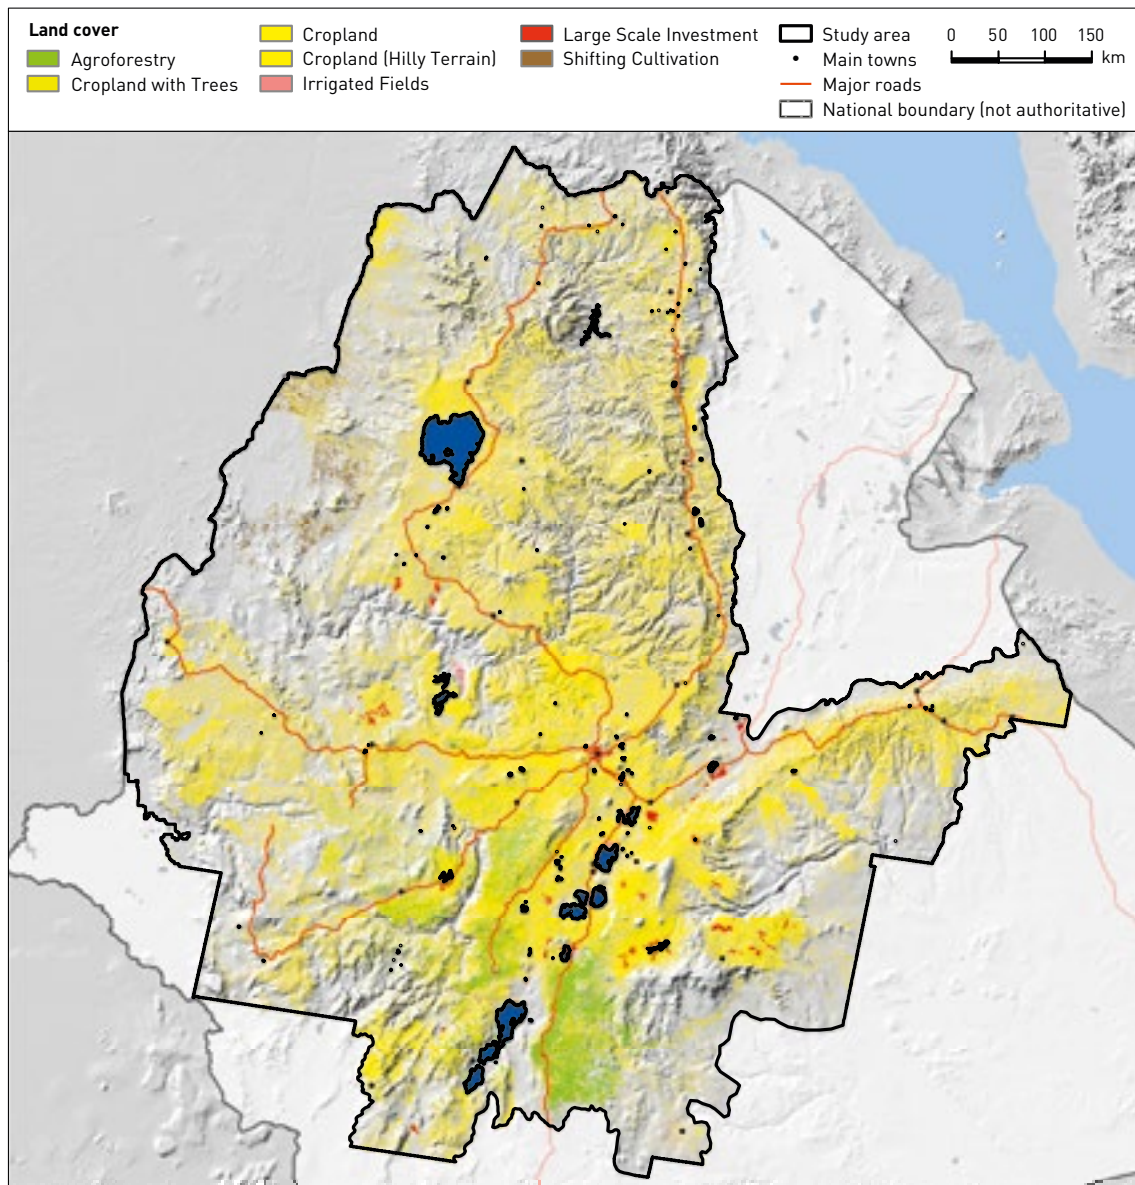 Land cover
Agroforestry
Cropland with Trees
Cropland
Cropland (Hilly Terrain)
Irrigated Fields
Large Scale Investment
Shifting Cultivation
Study area
Main towns
Major roads
National boundary (not authoritative)
0 50 100 150
km